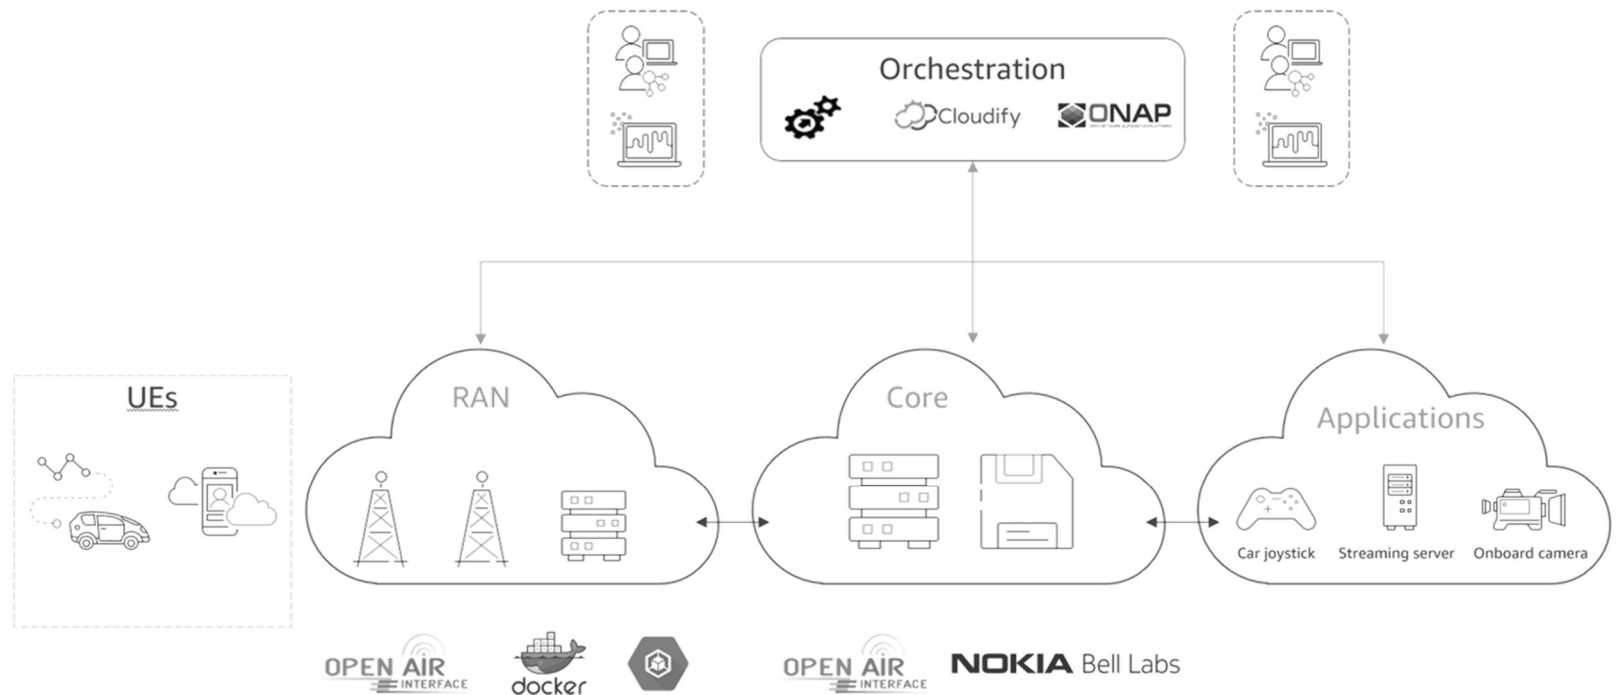 Orchestration
Cloudify
ONAP
UEs
RAN
Core
Applications
Car joystick
Streaming server
Onboard camera
OPEN AIR
INTERFACE
docker
OPEN AIR
INTERFACE
NOKIA Bell Labs